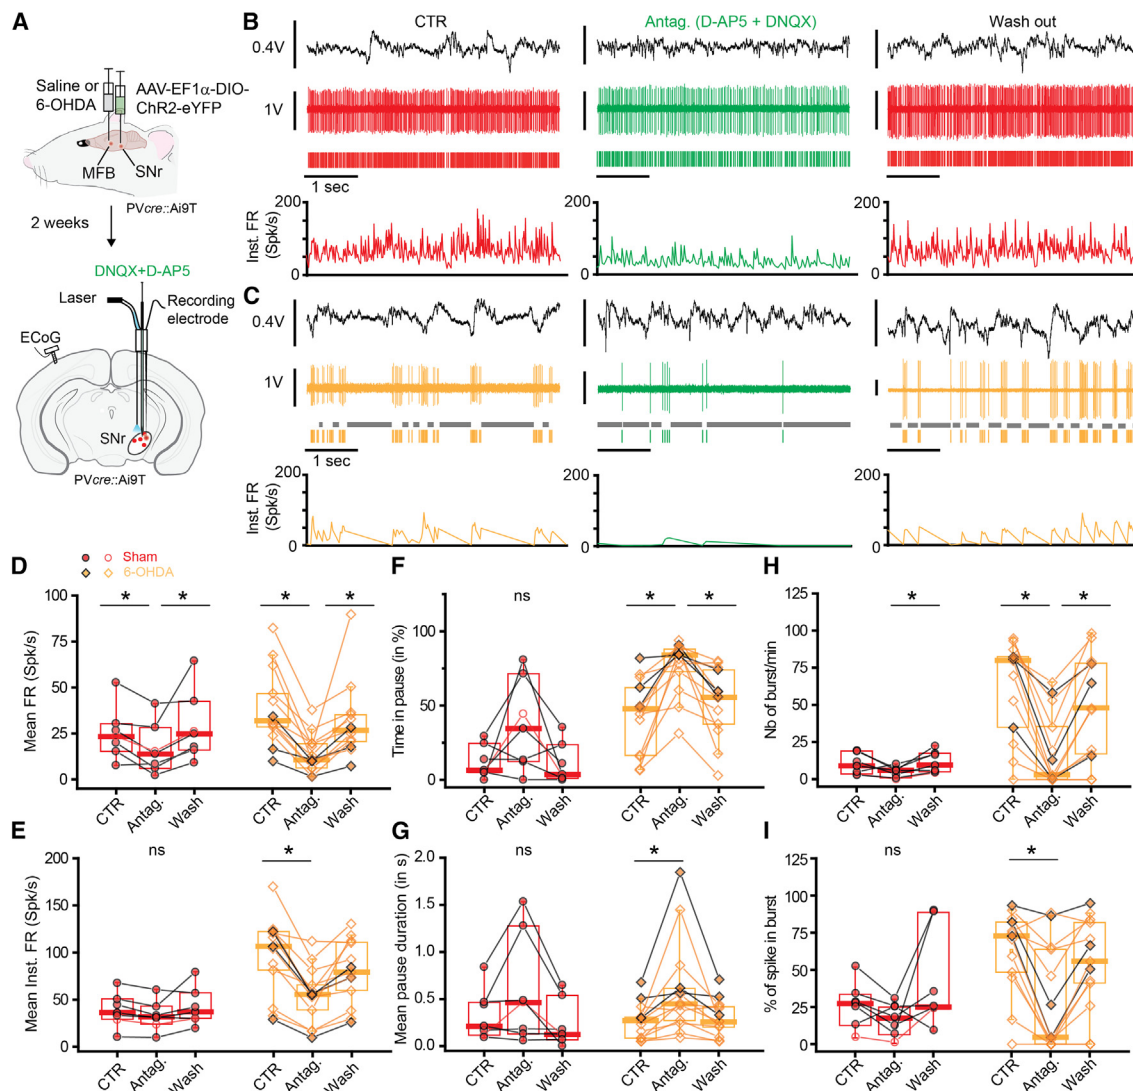 A
Saline or
6-OHDA
AAV-EF1α-DIO-
ChR2-eYFP
MFB
SNr
PVcre::Ai9T
2 weeks
DNQX+D-AP5
Laser
Recording
electrode
ECoG
SNr
PVcre::Ai9T
B
CTR
Antag. (D-AP5 + DNQX)
Wash out
0.4V
1V
1 sec
Inst. FR
(Spk/s)
200
0
200
0
200
0
C
0.4V
1V
1 sec
Inst. FR
(Spk/s)
200
0
200
0
200
0
Sham
6-OHDA
D
Mean FR (Spk/s)
100
75
50
25
0
* * * *
CTR Antag. Wash CTR Antag. Wash
E
Mean Inst. FR (Spk/s)
200
150
100
50
0
ns *
CTR Antag. Wash CTR Antag. Wash
F
Time in pause (in %)
100
50
0
ns * *
CTR Antag. Wash CTR Antag. Wash
G
Mean pause duration (in s)
2.0
1.5
1.0
0.5
0
ns *
CTR Antag. Wash CTR Antag. Wash
H
Nb of burst/min
125
100
75
50
25
0
* * *
CTR Antag. Wash CTR Antag. Wash
I
% of spike in burst
125
100
75
50
25
0
ns *
CTR Antag. Wash CTR Antag. Wash